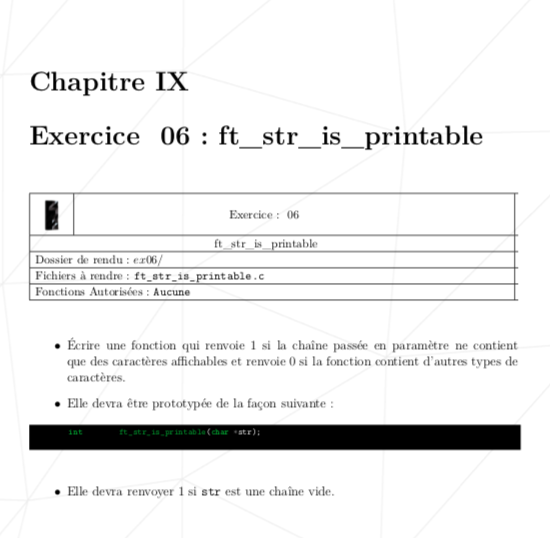 Chapitre IX
Exercice 06 : ft_str_is_printable
Exercice : 06
ft_str_is_printable
Dossier de rendu : ex06/
Fichiers à rendre : ft_str_is_printable.c
Fonctions Autorisées : Aucune
• Écrire une fonction qui renvoie 1 si la chaîne passée en paramètre ne contient
que des caractères affichables et renvoie 0 si la fonction contient d'autres types de
caractères.
• Elle devra être prototypée de la façon suivante :
int ft_str_is_printable(char *str);
• Elle devra renvoyer 1 si str est une chaîne vide.